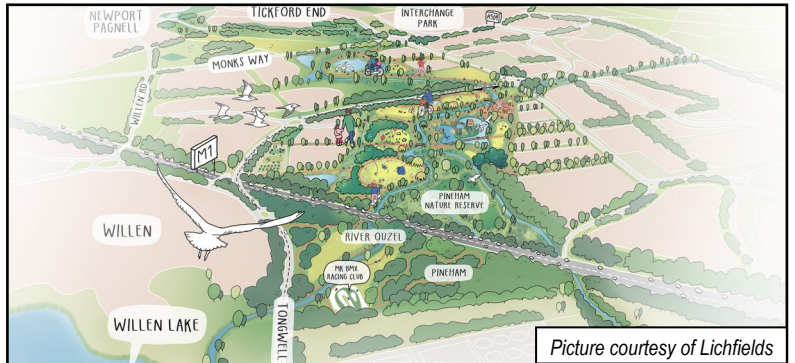 NEWPORT
PAGNELL
TICKFORD END
INTERCHANGE
PARK
A509
MONKS WAY
WILLEN RD
M1
WILLEN
PINEHAM
NATURE RESERVE
RIVER OUZEL
MK BMX
RACING CLUB
PINEHAM
WILLEN LAKE
TONGWELL
Picture courtesy of Lichfields